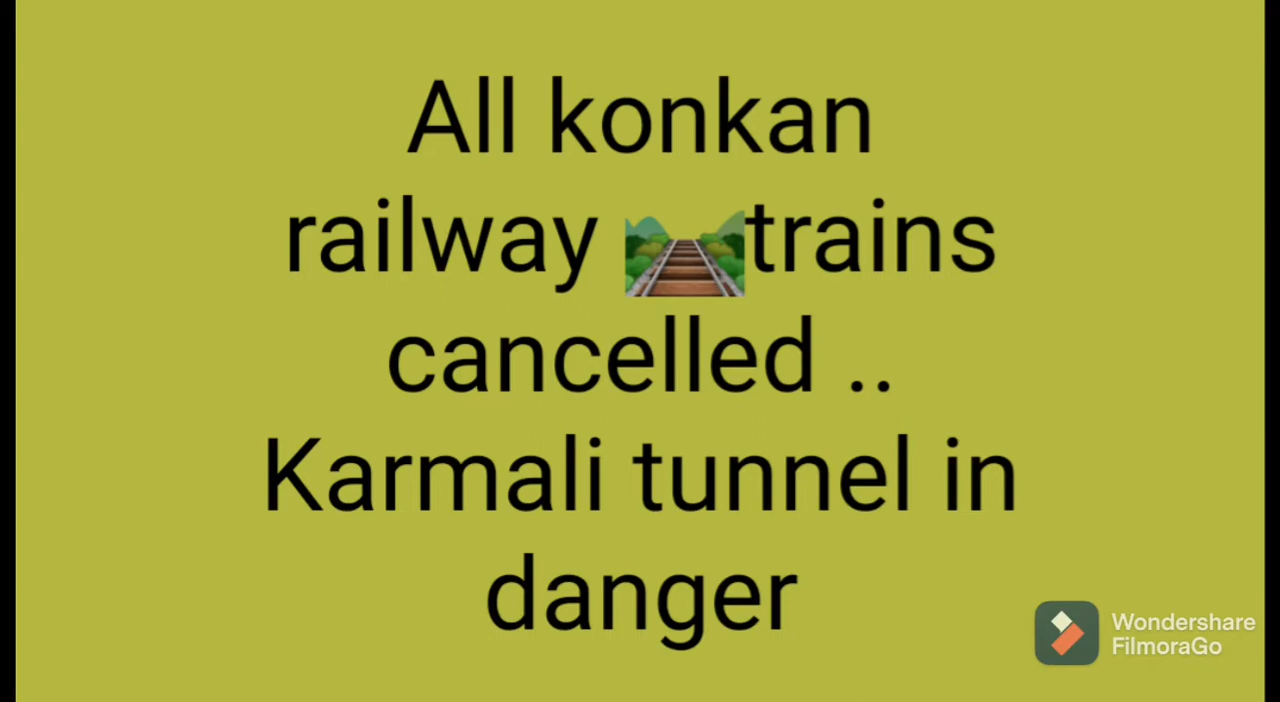 All konkan
railway 🛤️trains
cancelled ..
Karmali tunnel in
danger
Wondershare
FilmoraGo